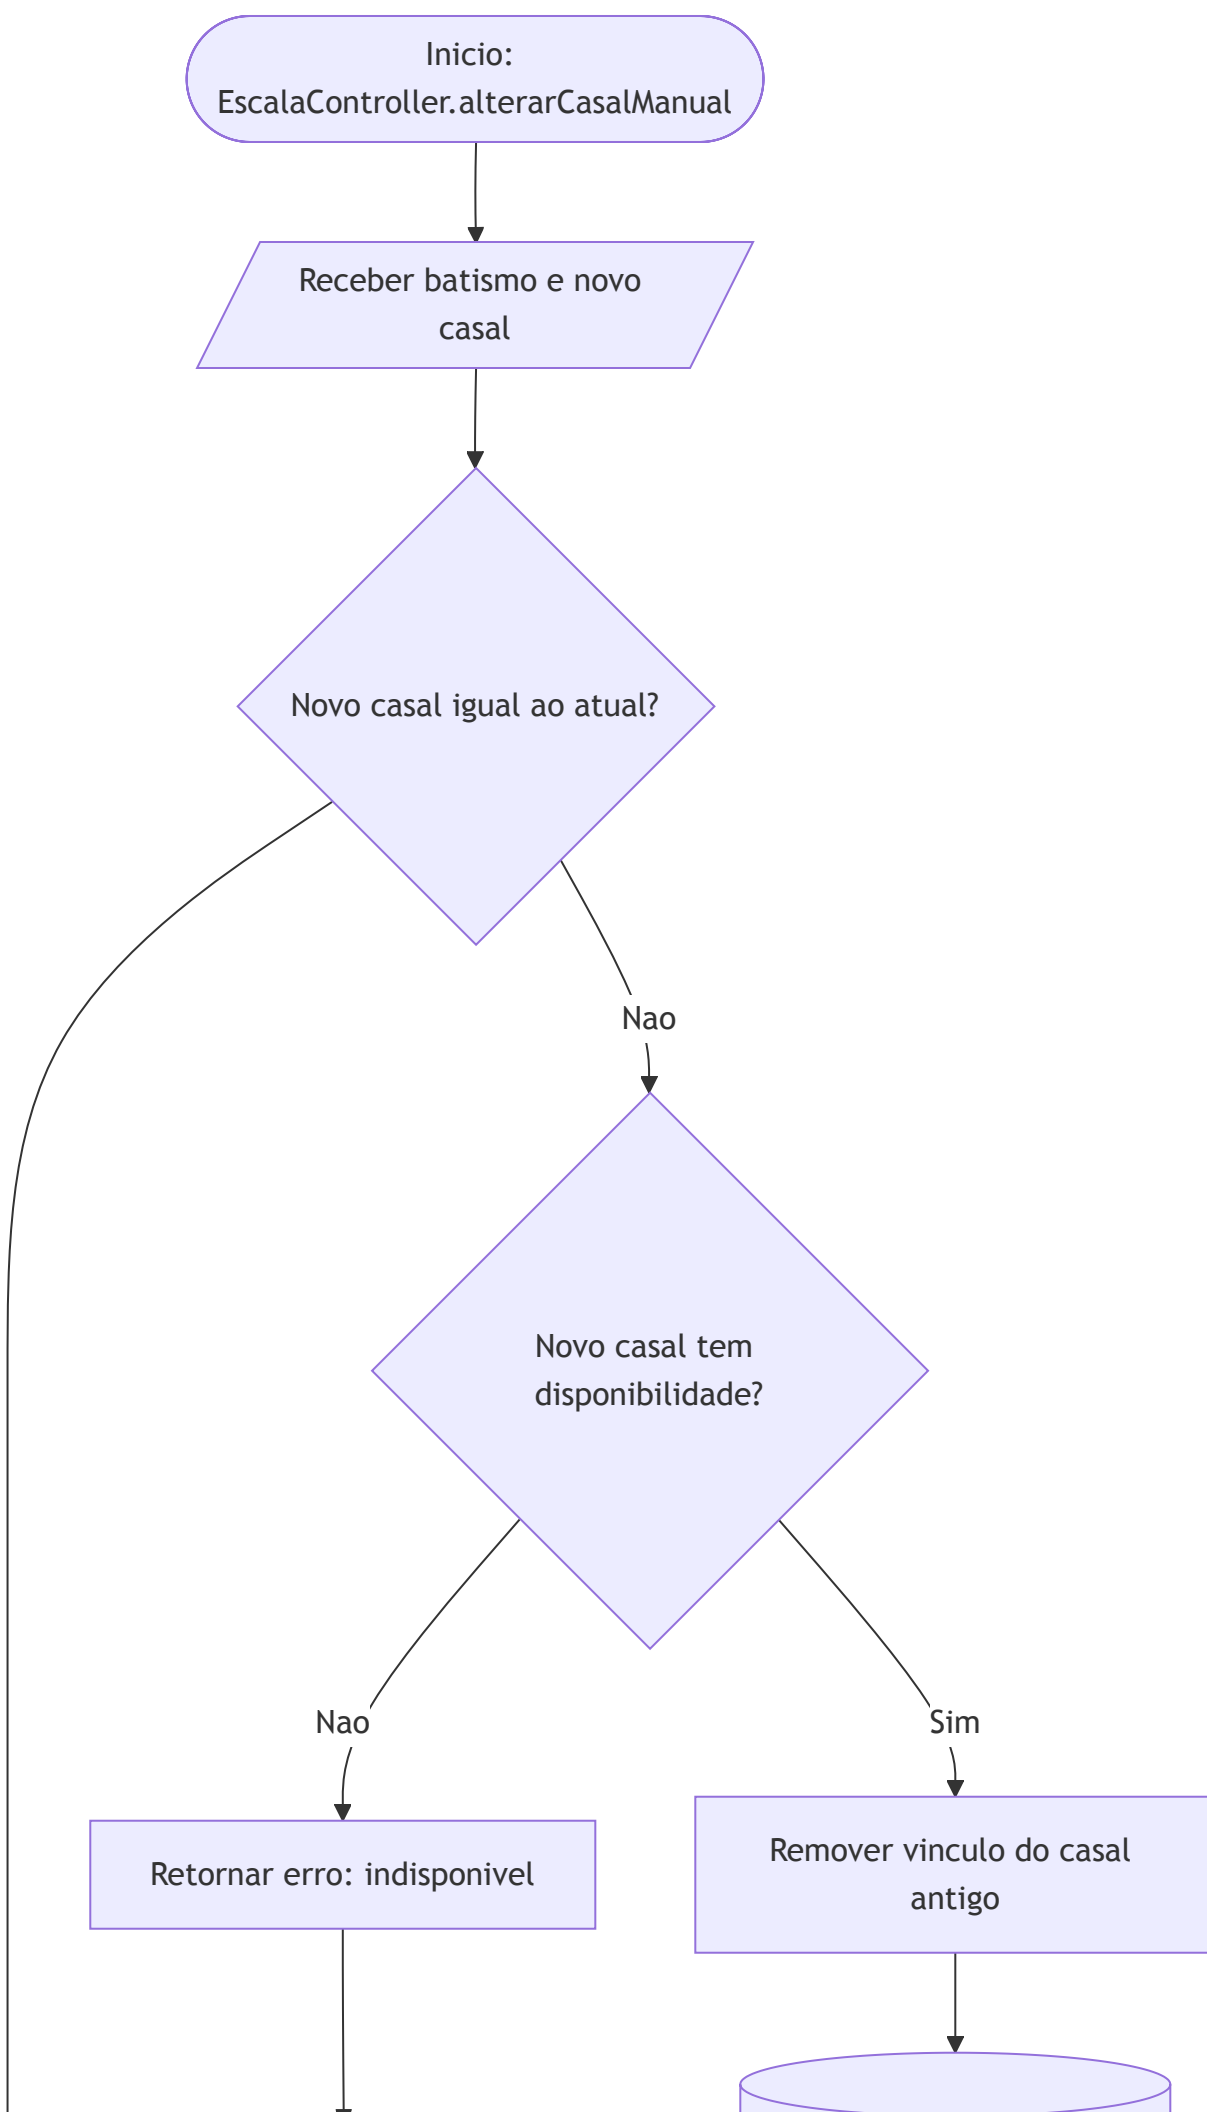 Inicio:
EscalaController.alterarCasalManual
Receber batismo e novo
casal
Novo casal igual ao atual?
Nao
Novo casal tem
disponibilidade?
Nao
Sim
Retornar erro: indisponivel
Remover vinculo do casal
antigo